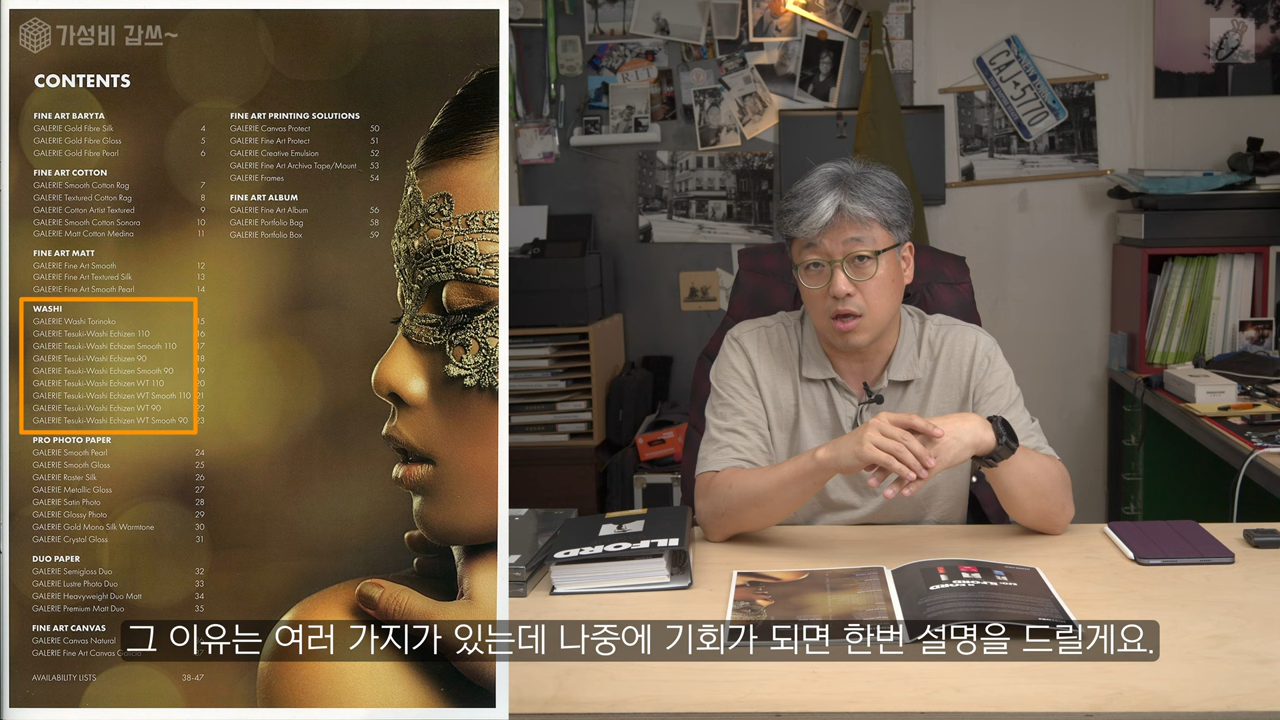 가성비 갑쓰~
CONTENTS
FINE ART BARYTA
GALERIE Gold Fibre Silk 4
GALERIE Gold Fibre Gloss 5
GALERIE Gold Fibre Pearl 6
FINE ART COTTON
GALERIE Smooth Cotton Rag 7
GALERIE Textured Cotton Rag 8
GALERIE Cotton Artist Textured 9
GALERIE Smooth Cotton Sonora 10
GALERIE Matt Cotton Medina 11
FINE ART MATT
GALERIE Fine Art Smooth 12
GALERIE Fine Art Textured Silk 13
GALERIE Fine Art Smooth Pearl 14
WASHI
GALERIE Washi Torinoko 15
GALERIE Tesuki-Washi Echizen 110 16
GALERIE Tesuki-Washi Echizen Smooth 110 17
GALERIE Tesuki-Washi Echizen 90 18
GALERIE Tesuki-Washi Echizen Smooth 90 19
GALERIE Tesuki-Washi Echizen WT 110 20
GALERIE Tesuki-Washi Echizen WT Smooth 110 21
GALERIE Tesuki-Washi Echizen WT 90 22
GALERIE Tesuki-Washi Echizen WT Smooth 90 23
PRO PHOTO PAPER
GALERIE Smooth Pearl 24
GALERIE Smooth Gloss 25
GALERIE Raster Silk 26
GALERIE Metallic Gloss 27
GALERIE Satin Photo 28
GALERIE Glossy Photo 29
GALERIE Gold Mono Silk Warmtone 30
GALERIE Crystal Gloss 31
DUO PAPER
GALERIE Semigloss Duo 32
GALERIE Lustre Photo Duo 33
GALERIE Heavyweight Duo Matt 34
GALERIE Premium Matt Duo 35
FINE ART CANVAS
GALERIE Canvas Natural
GALERIE Fine Art Canvas
AVAILABILITY LISTS 38-47
FINE ART PRINTING SOLUTIONS
GALERIE Canvas Protect 50
GALERIE Fine Art Protect 51
GALERIE Creative Emulsion 52
GALERIE Fine Art Archiva Tape/Mount 53
GALERIE Frames 54
FINE ART ALBUM
GALERIE Fine Art Album 56
GALERIE Portfolio Bag 58
GALERIE Portfolio Box 59
CAJ 5770
ILFORD
그 이유는 여러 가지가 있는데 나중에 기회가 되면 한번 설명을 드릴게요.